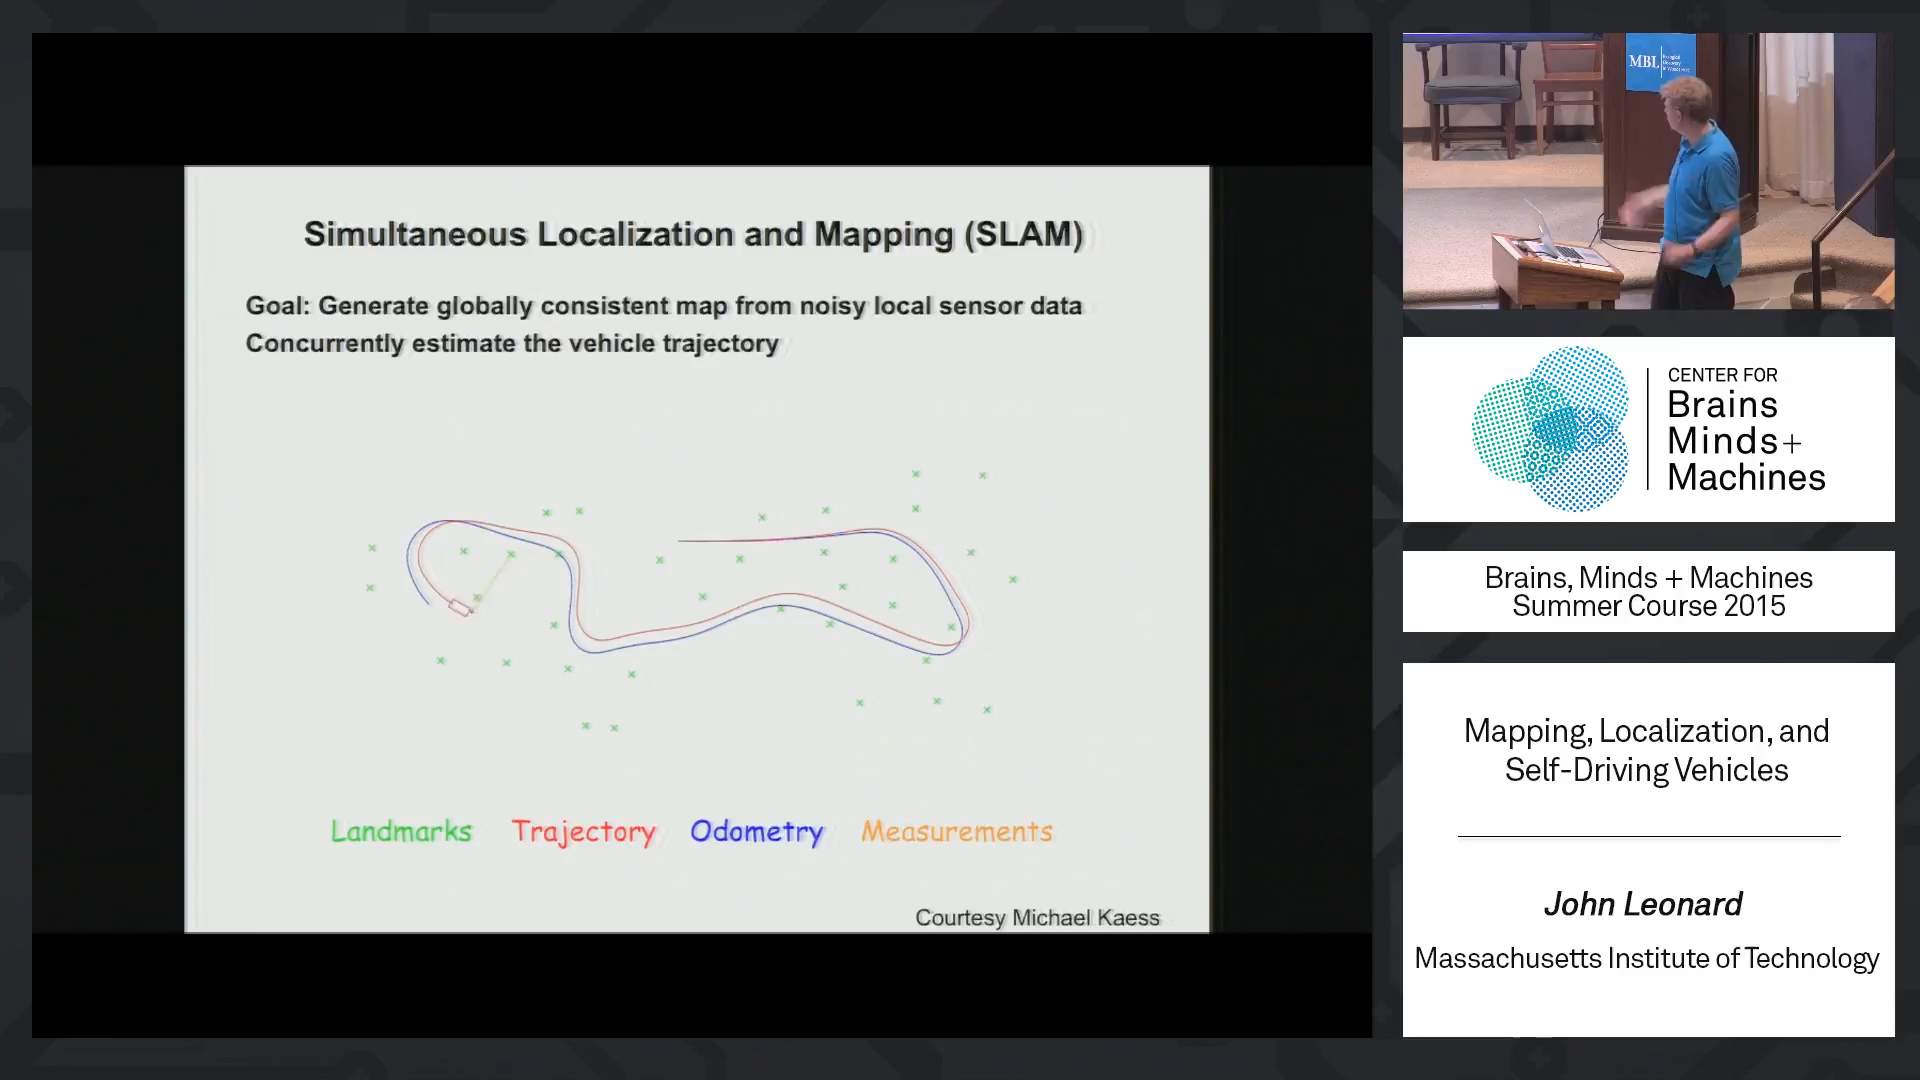 Simultaneous Localization and Mapping (SLAM)
Goal: Generate globally consistent map from noisy local sensor data
Concurrently estimate the vehicle trajectory
Landmarks Trajectory Odometry Measurements
Courtesy Michael Kaess
MBL
CENTER FOR
Brains
Minds+
Machines
Brains, Minds + Machines
Summer Course 2015
Mapping, Localization, and
Self-Driving Vehicles
John Leonard
Massachusetts Institute of Technology